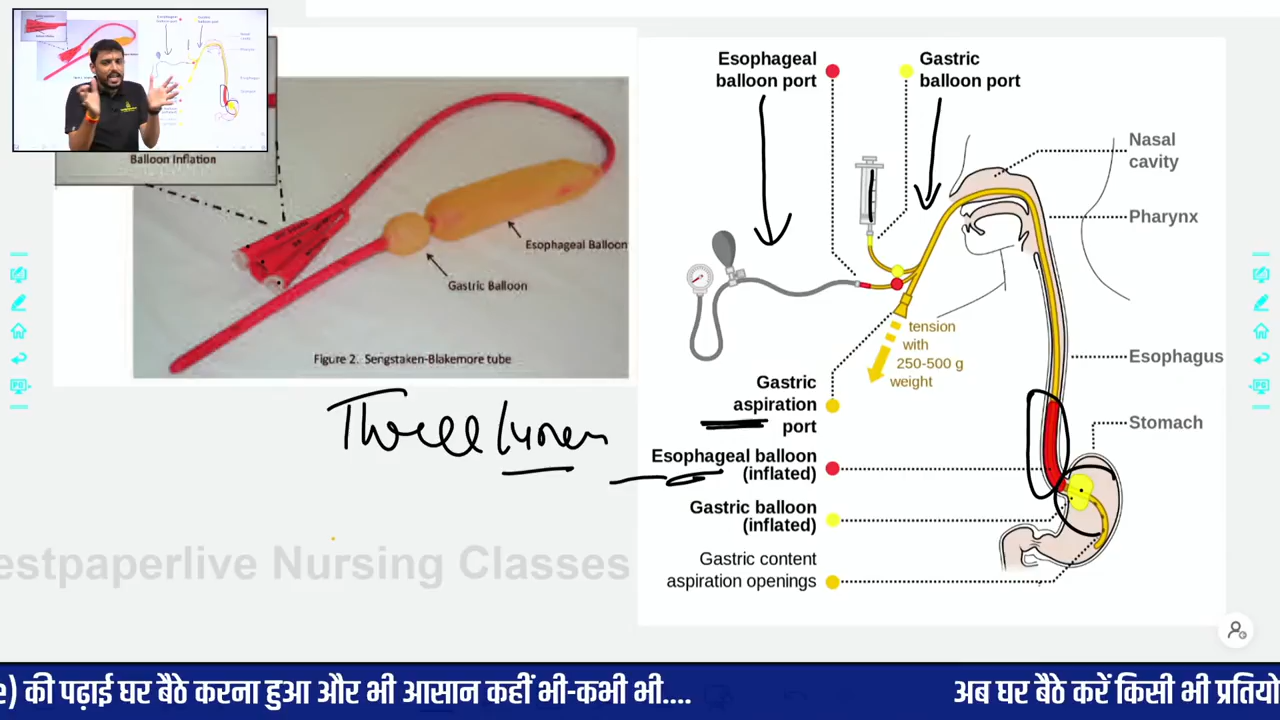 Balloon Inflation
Esophageal Balloon
Gastric Balloon
Figure 2. Sengstaken-Blakemore tube
Three lumen
estpaperlive Nursing Classes
Esophageal
balloon port
Gastric
balloon port
Nasal
cavity
Pharynx
tension
with
250-500 g
weight
Esophagus
Gastric
aspiration
port
Stomach
Esophageal balloon
(inflated)
Gastric balloon
(inflated)
Gastric content
aspiration openings
e) की पढ़ाई घर बैठे करना हुआ और भी आसान कहीं भी-कभी भी.... अब घर बैठे करें किसी भी प्रतियो